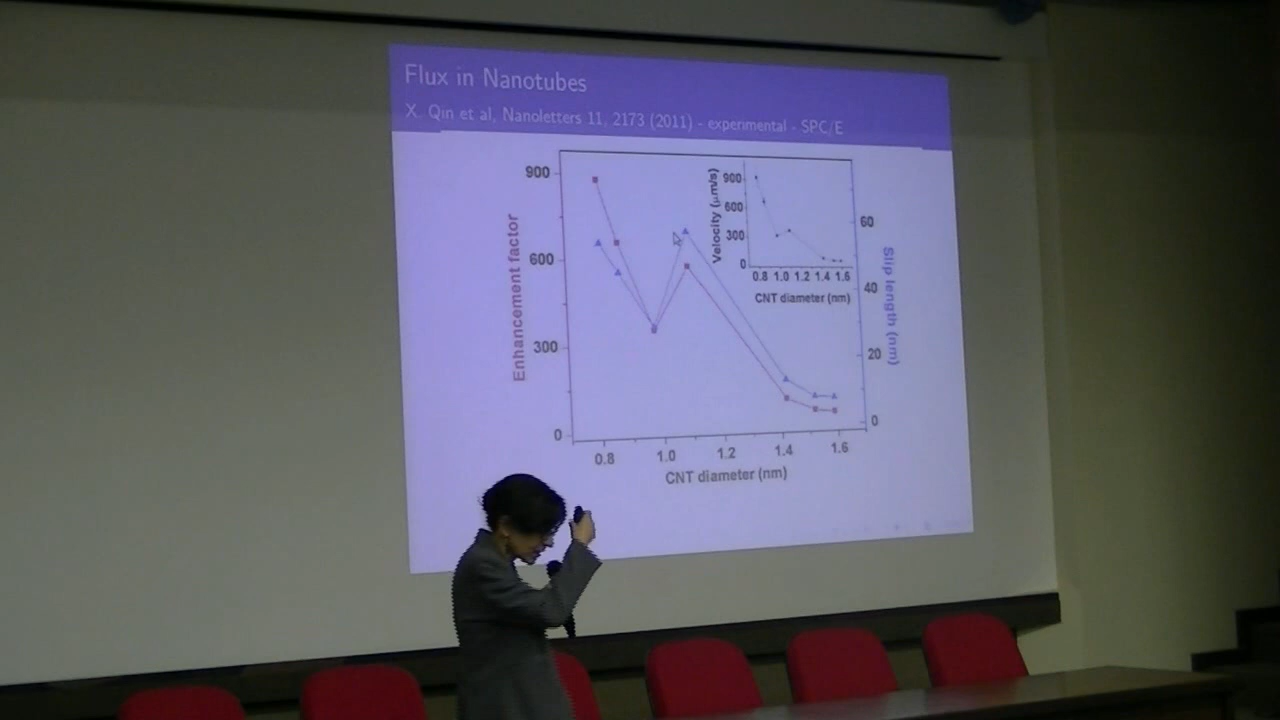 Flux in Nanotubes
X. Qin et al, Nanoletters 11, 2173 (2011) - experimental - SPC/E
900
600
300
0
Enhancement factor
0.8 1.0 1.2 1.4 1.6
CNT diameter (nm)
60
40
20
0
Slip length (nm)
Velocity (μm/s)
900
600
300
0
0.8 1.0 1.2 1.4 1.6
CNT diameter (nm)